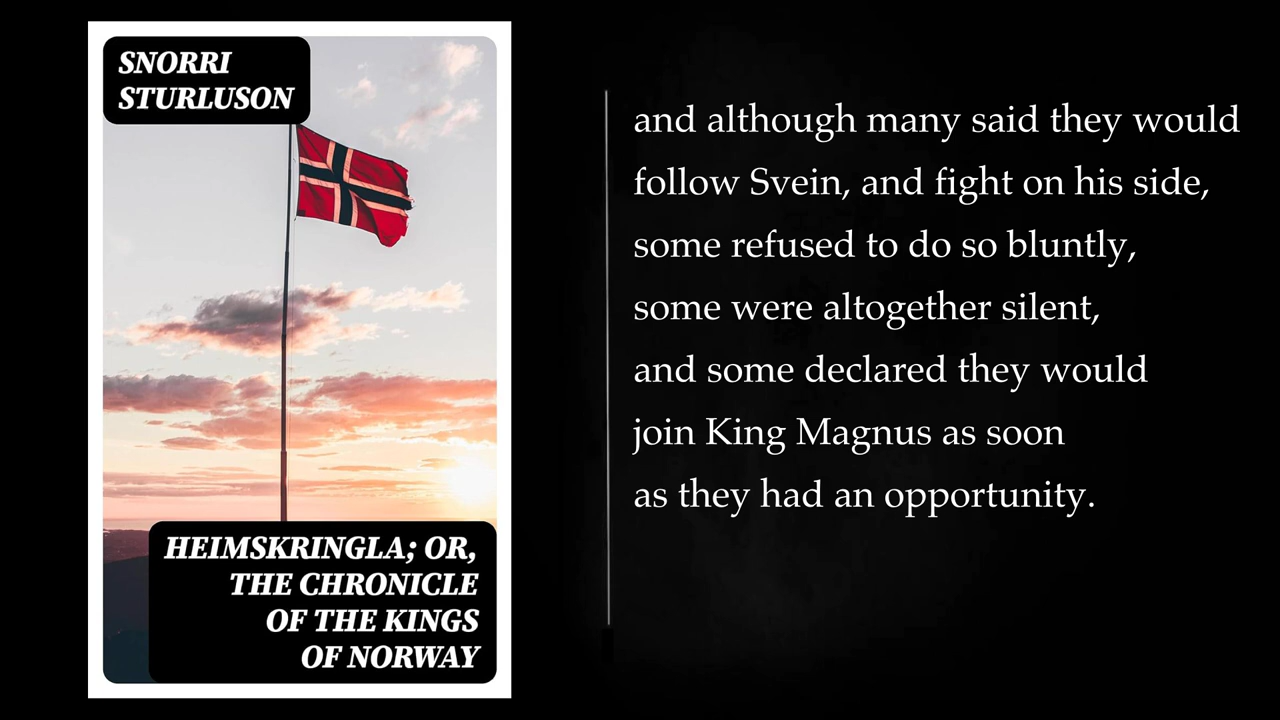 SNORRI
STURLUSON
HEIMSKRINGLA; OR,
THE CHRONICLE
OF THE KINGS
OF NORWAY
and although many said they would
follow Svein, and fight on his side,
some refused to do so bluntly,
some were altogether silent,
and some declared they would
join King Magnus as soon
as they had an opportunity.